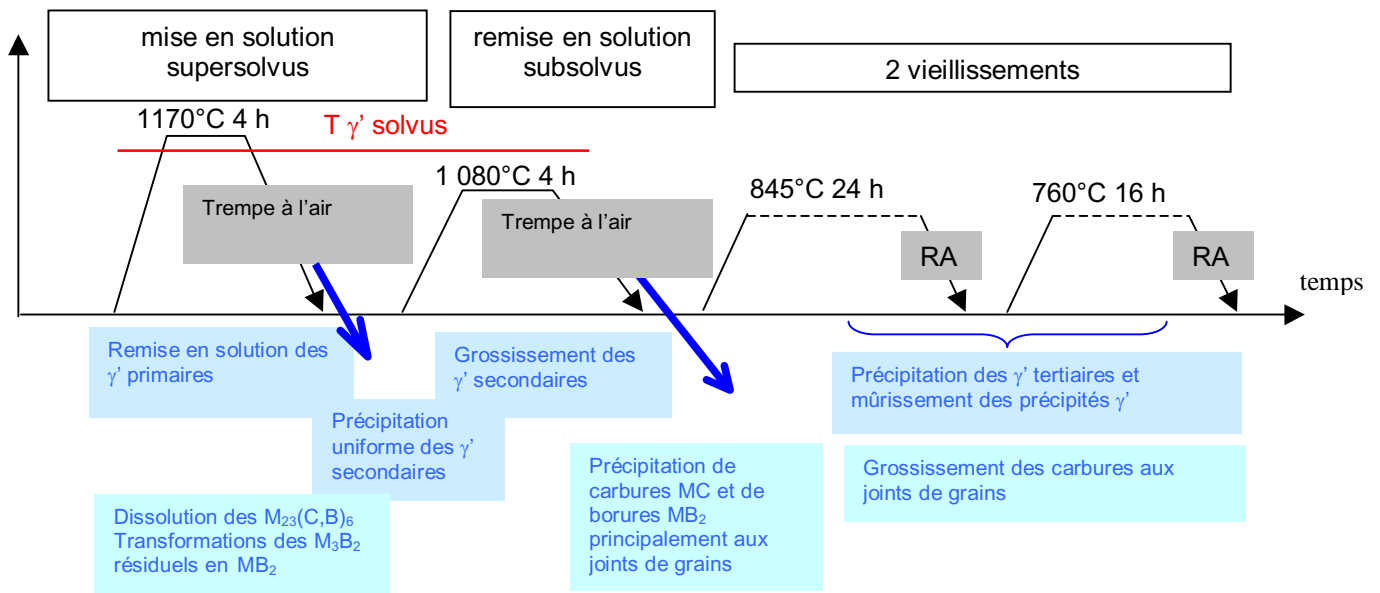 mise en solution
supersolvus
remise en solution
subsolvus
2 vieillissements
1170°C 4 h
T γ’ solvus
1 080°C 4 h
845°C 24 h
760°C 16 h
Trempe à l’air
Trempe à l’air
RA
RA
temps
Remise en solution des
γ’ primaires
Grossissement des
γ’ secondaires
Précipitation des γ’ tertiaires et
mûrissement des précipités γ’
Précipitation
uniforme des γ’
secondaires
Précipitation de
carbures MC et de
borures MB₂
principalement aux
joints de grains
Grossissement des carbures aux
joints de grains
Dissolution des M₂₃(C,B)₆
Transformations des M₃B₂
résiduels en MB₂